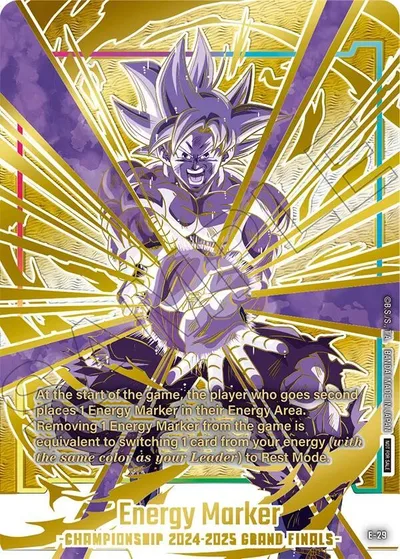 At the start of the game, the player who goes second
places 1 Energy Marker in their Energy Area.
Removing 1 Energy Marker from the game is
equivalent to switching 1 card from your energy (with
the same color as your Leader) to Rest Mode.
Energy Marker
-CHAMPIONSHIP 2024-2025 GRAND FINALS-
E-29
NOT FOR SALE